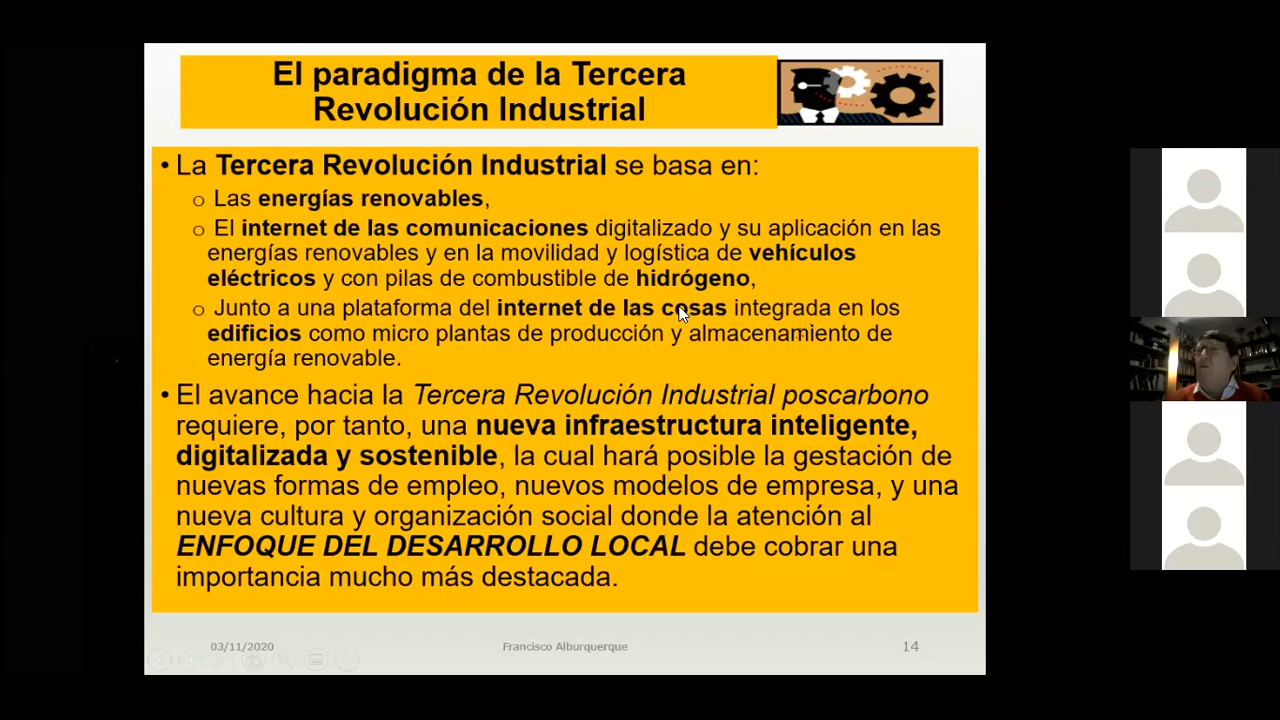 El paradigma de la Tercera
Revolución Industrial
• La Tercera Revolución Industrial se basa en:
o Las energías renovables,
o El internet de las comunicaciones digitalizado y su aplicación en las
energías renovables y en la movilidad y logística de vehículos
eléctricos y con pilas de combustible de hidrógeno,
o Junto a una plataforma del internet de las cosas integrada en los
edificios como micro plantas de producción y almacenamiento de
energía renovable.
• El avance hacia la Tercera Revolución Industrial poscarbono
requiere, por tanto, una nueva infraestructura inteligente,
digitalizada y sostenible, la cual hará posible la gestación de
nuevas formas de empleo, nuevos modelos de empresa, y una
nueva cultura y organización social donde la atención al
ENFOQUE DEL DESARROLLO LOCAL debe cobrar una
importancia mucho más destacada.
03/11/2020 Francisco Alburquerque 14